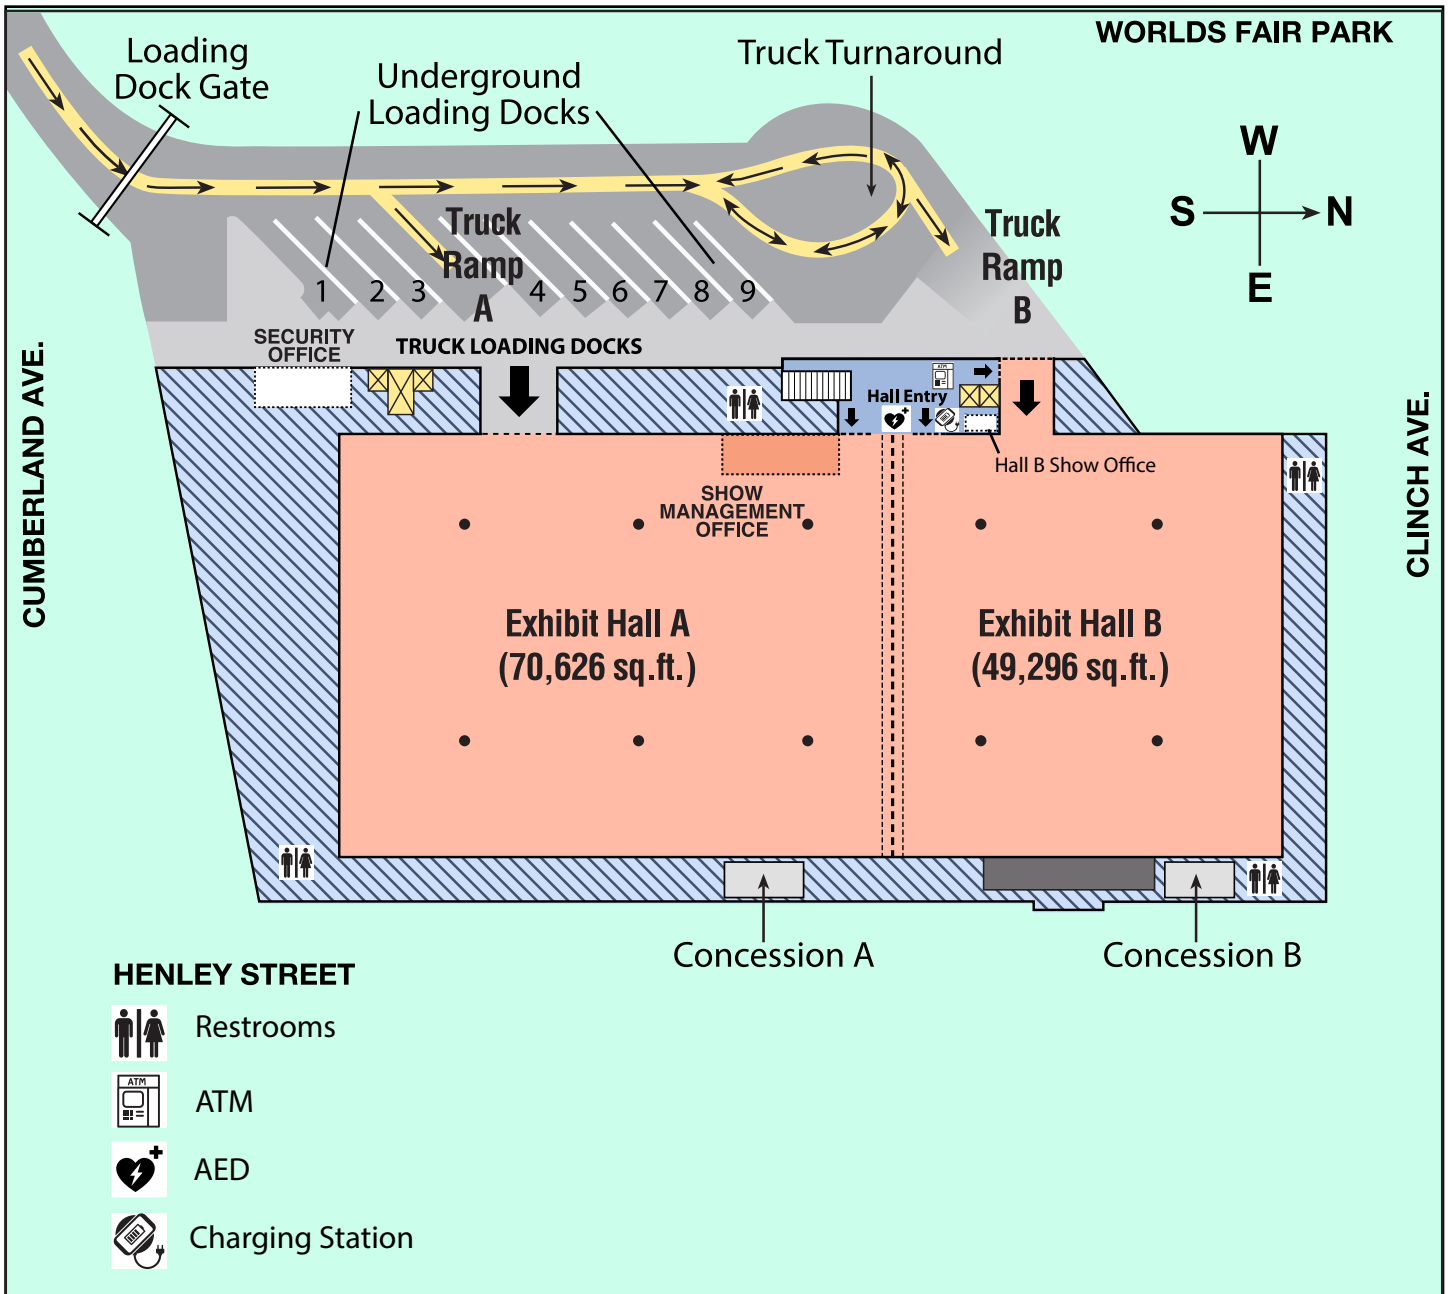 WORLDS FAIR PARK
Loading
Dock Gate
Underground
Loading Docks
Truck Turnaround
W
S
N
E
Truck
Ramp
A
Truck
Ramp
B
1
2
3
4
5
6
7
8
9
SECURITY
OFFICE
TRUCK LOADING DOCKS
ATM
Hall Entry
Hall B Show Office
SHOW
MANAGEMENT
OFFICE
CUMBERLAND AVE.
CLINCH AVE.
Exhibit Hall A
(70,626 sq.ft.)
Exhibit Hall B
(49,296 sq.ft.)
Concession A
Concession B
HENLEY STREET
Restrooms
ATM
ATM
AED
Charging Station